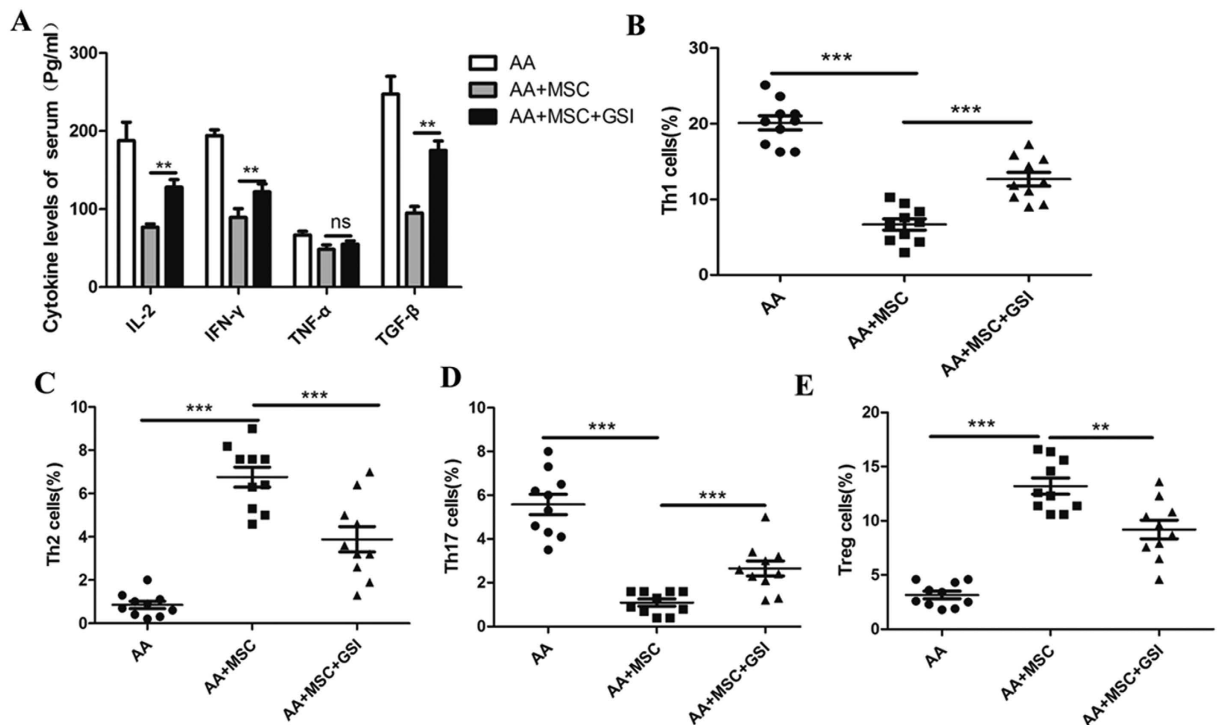 A
Cytokine levels of serum（Pg/ml）
300
200
100
0
**
**
ns
**
IL-2
IFN-γ
TNF-α
TGF-β
AA
AA+MSC
AA+MSC+GSI
B
Th1 cells(%)
30
20
10
0
***
***
AA
AA+MSC
AA+MSC+GSI
C
Th2 cells(%)
10
8
6
4
2
0
***
***
AA
AA+MSC
AA+MSC+GSI
D
Th17 cells(%)
10
8
6
4
2
0
***
***
AA
AA+MSC
AA+MSC+GSI
E
Treg cells(%)
20
15
10
5
0
***
**
AA
AA+MSC
AA+MSC+GSI